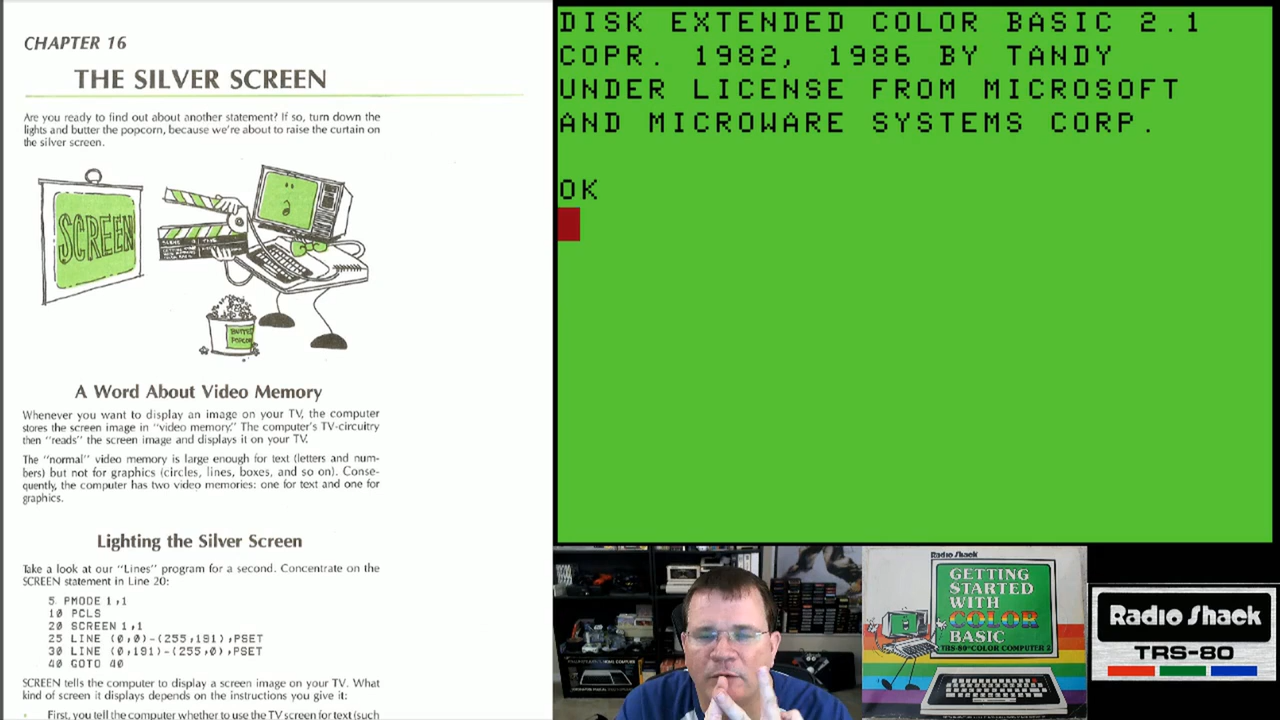 CHAPTER 16
THE SILVER SCREEN
Are you ready to find out about another statement? If so, turn down the
lights and butter the popcorn, because we're about to raise the curtain on
the silver screen.
SCREEN
BUTTER
POPCOR
A Word About Video Memory
Whenever you want to display an image on your TV, the computer
stores the screen image in "video memory." The computer's TV-circuitry
then "reads" the screen image and displays it on your TV.
The "normal" video memory is large enough for text (letters and num-
bers) but not for graphics (circles, lines, boxes, and so on). Conse-
quently, the computer has two video memories: one for text and one for
graphics.
Lighting the Silver Screen
Take a look at our "Lines" program for a second. Concentrate on the
SCREEN statement in Line 20:
5 PMODE 1,1
10 PCLS
20 SCREEN 1,1
25 LINE (0,0)-(255,191),PSET
30 LINE (0,191)-(255,0),PSET
40 GOTO 40
SCREEN tells the computer to display a screen image on your TV. What
kind of screen it displays depends on the instructions you give it:
First, you tell the computer whether to use the TV screen for text (such
DISK EXTENDED COLOR BASIC 2.1
COPR. 1982, 1986 BY TANDY
UNDER LICENSE FROM MICROSOFT
AND MICROWARE SYSTEMS CORP.
OK
Radio Shack
GETTING
STARTED
WITH
COLOR
BASIC
TRS-80 COLOR COMPUTER 2
Radio Shack
TRS-80